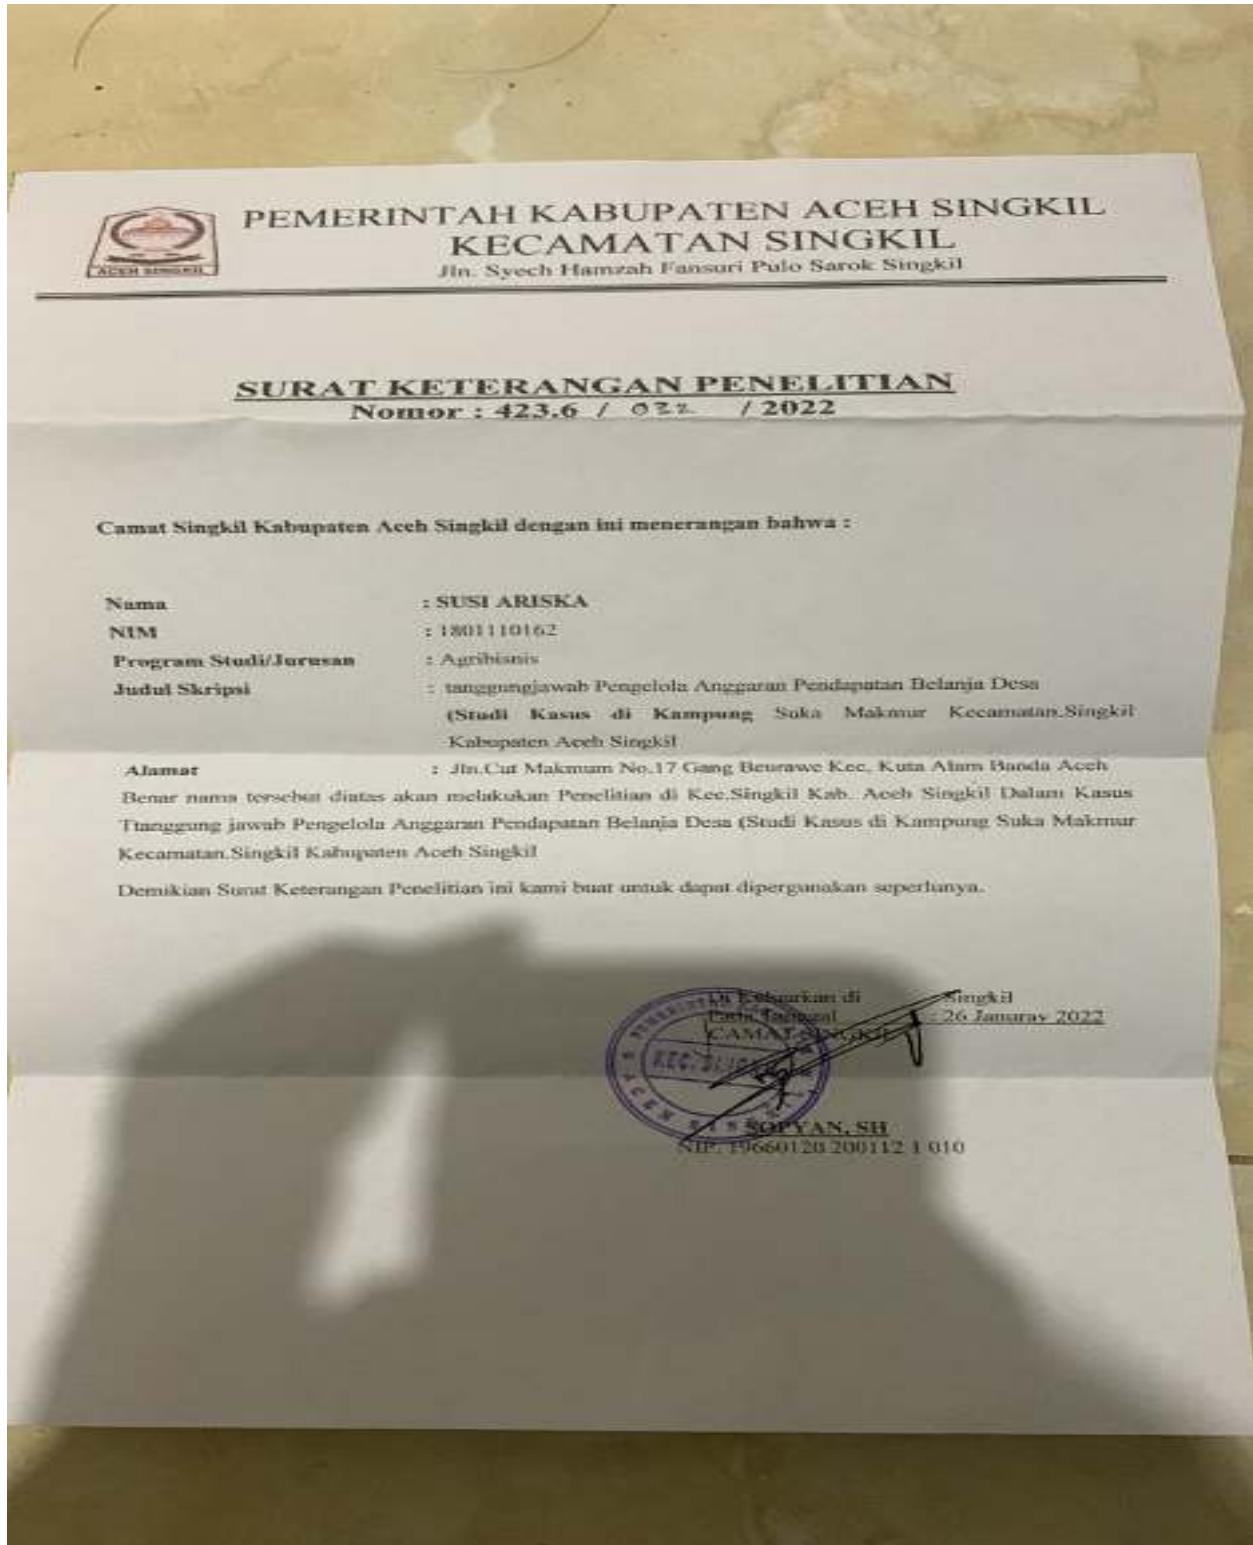 PEMERINTAH KABUPATEN ACEH SINGKIL
KECAMATAN SINGKIL
Jln. Syech Hamzah Fansuri Pulo Sarok Singkil
ACEH SINGKIL
SURAT KETERANGAN PENELITIAN
Nomor : 423.6 / 022 / 2022
Camat Singkil Kabupaten Aceh Singkil dengan ini menerangan bahwa :
Nama : SUSI ARISKA
NIM : 1801110162
Program Studi/Jurusan : Agribisnis
Judul Skripsi : tanggungjawab Pengelola Anggaran Pendapatan Belanja Desa
(Studi Kasus di Kampung Suka Makmur Kecamatan.Singkil
Kabupaten Aceh Singkil
Alamat : Jln.Cut Makmum No.17 Gang Beurawe Kec, Kuta Alam Banda Aceh
Benar nama tersebut diatas akan melakukan Penelitian di Kec.Singkil Kab. Aceh Singkil Dalam Kasus
Ttanggung jawab Pengelola Anggaran Pendapatan Belanja Desa (Studi Kasus di Kampung Suka Makmur
Kecamatan.Singkil Kabupaten Aceh Singkil
Demikian Surat Keterangan Penelitian ini kami buat untuk dapat dipergunakan seperlunya.
Di Keluarkan di : Singkil
Pada Tanggal : 26 Januray 2022
CAMAT SINGKIL
KEC. SINGKIL
SOPYAN, SH
NIP. 19660120 200112 1 010